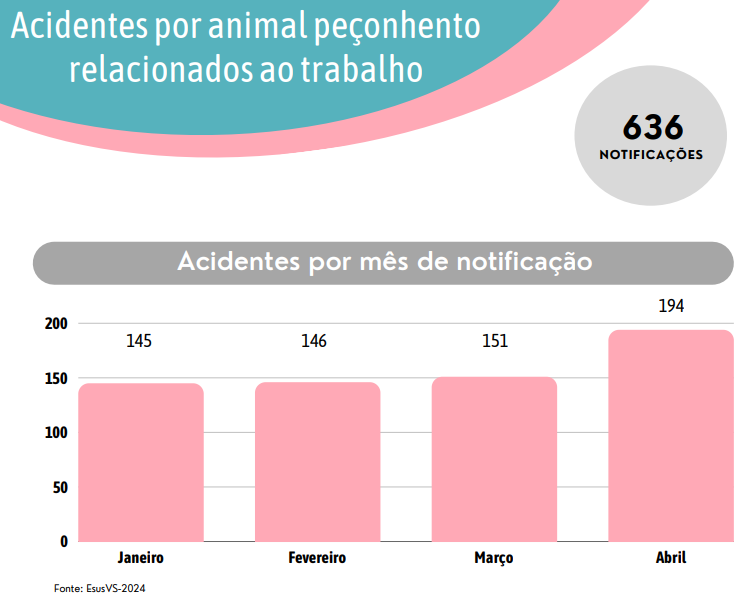 Acidentes por animal peçonhento
relacionados ao trabalho
636
NOTIFICAÇÕES
Acidentes por mês de notificação
194
200
145
146
151
150
100
50
0
Janeiro
Fevereiro
Março
Abril
Fonte: EsusVS-2024